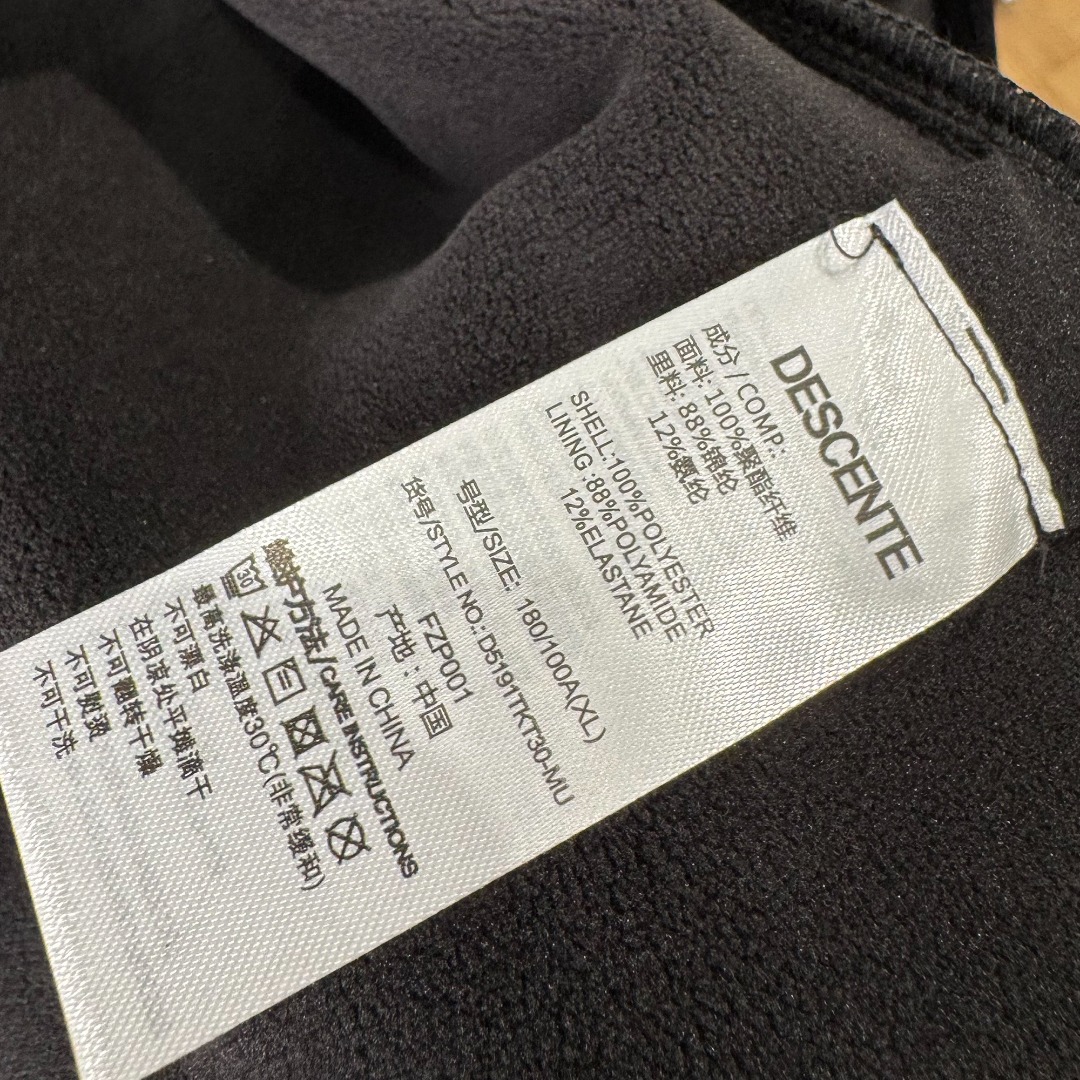 DESCENTE
成分 / COMP.:
面料: 100%聚酯纤维
里料: 88%锦纶
12%氨纶
SHELL:100%POLYESTER
LINING :88%POLYAMIDE
12%ELASTANE
号型/SIZE: 180/100A(XL)
货号/STYLE NO.:D5191TKT30-MU
FZP001
产地：中国
MADE IN CHINA
维护方法/CARE INSTRUCTIONS
30
最高洗涤温度30℃(非常缓和)
不可漂白
在阴凉处平摊滴干
不可翻转干燥
不可熨烫
不可干洗